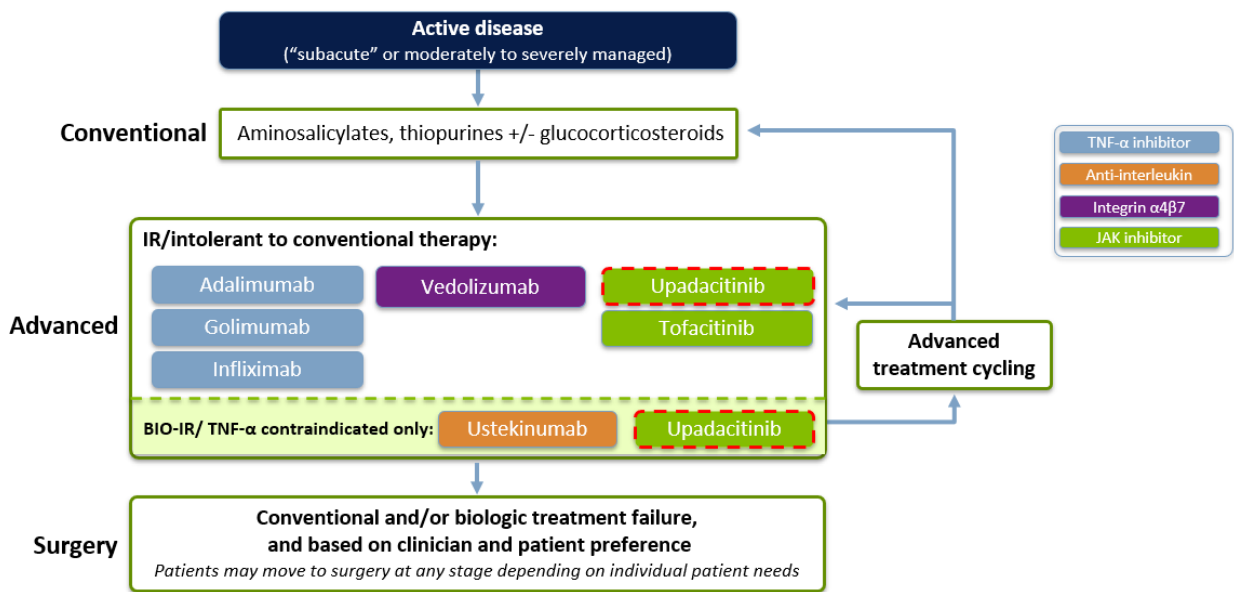 Active disease
(“subacute” or moderately to severely managed)
Conventional
Aminosalicylates, thiopurines +/- glucocorticosteroids
TNF-α inhibitor
Anti-interleukin
Integrin α4β7
JAK inhibitor
Advanced
IR/intolerant to conventional therapy:
Adalimumab
Vedolizumab
Upadacitinib
Golimumab
Tofacitinib
Infliximab
BIO-IR/ TNF-α contraindicated only:
Ustekinumab
Upadacitinib
Advanced
treatment cycling
Surgery
Conventional and/or biologic treatment failure,
and based on clinician and patient preference
Patients may move to surgery at any stage depending on individual patient needs